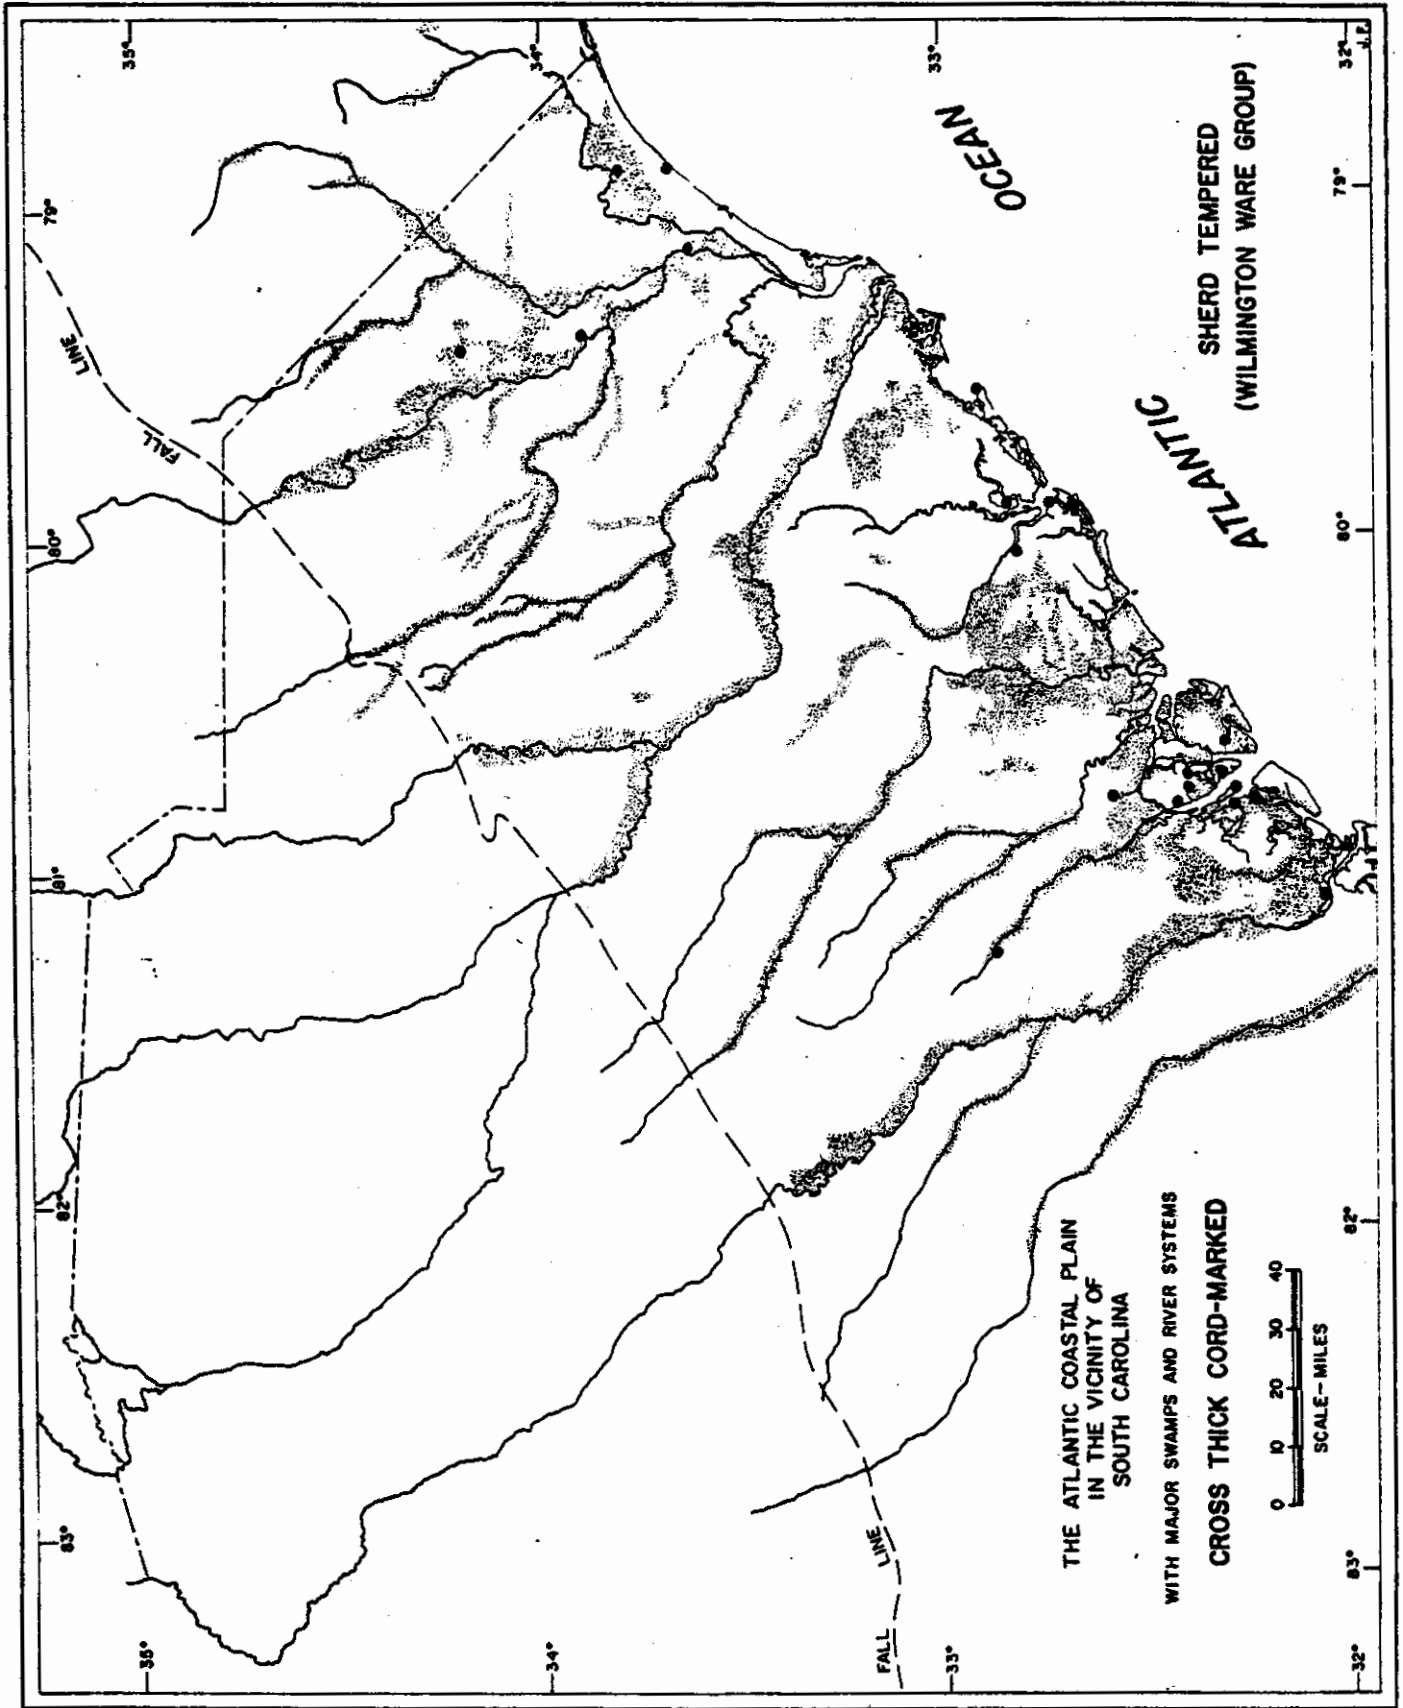 THE ATLANTIC COASTAL PLAIN
IN THE VICINITY OF
SOUTH CAROLINA
WITH MAJOR SWAMPS AND RIVER SYSTEMS
CROSS THICK CORD-MARKED
0 10 20 30 40
SCALE-MILES
SHERD TEMPERED
(WILMINGTON WARE GROUP)
ATLANTIC
OCEAN
FALL
LINE
FALL
LINE
83°
82°
81°
80°
79°
35°
34°
33°
32°
35°
34°
33°
32°
83°
82°
80°
79°
J.F.